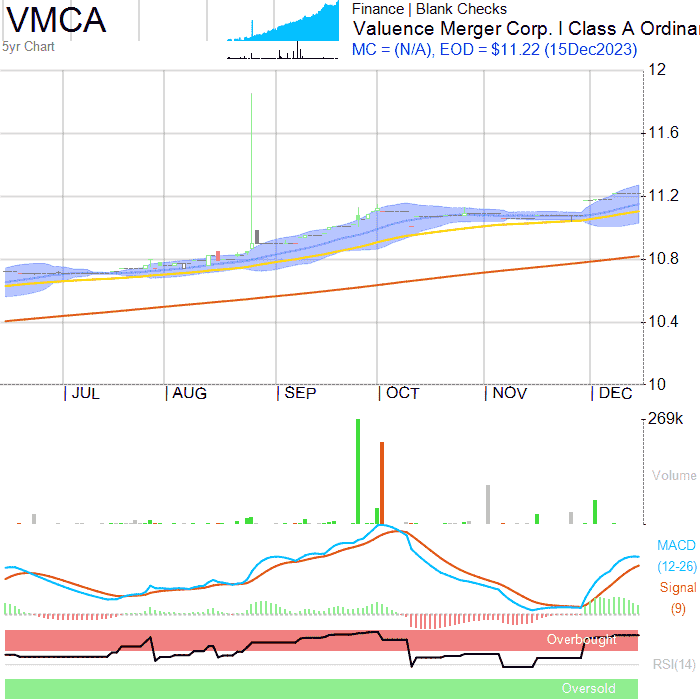 VMCA
5yr Chart
Finance | Blank Checks
Valuence Merger Corp. I Class A Ordinar
MC = (N/A), EOD = $11.22 (15Dec2023)
12
11.6
11.2
10.8
10.4
10
JUL
AUG
SEP
OCT
NOV
DEC
269k
Volume
MACD
(12-26)
Signal
(9)
Overbought
RSI(14)
Oversold